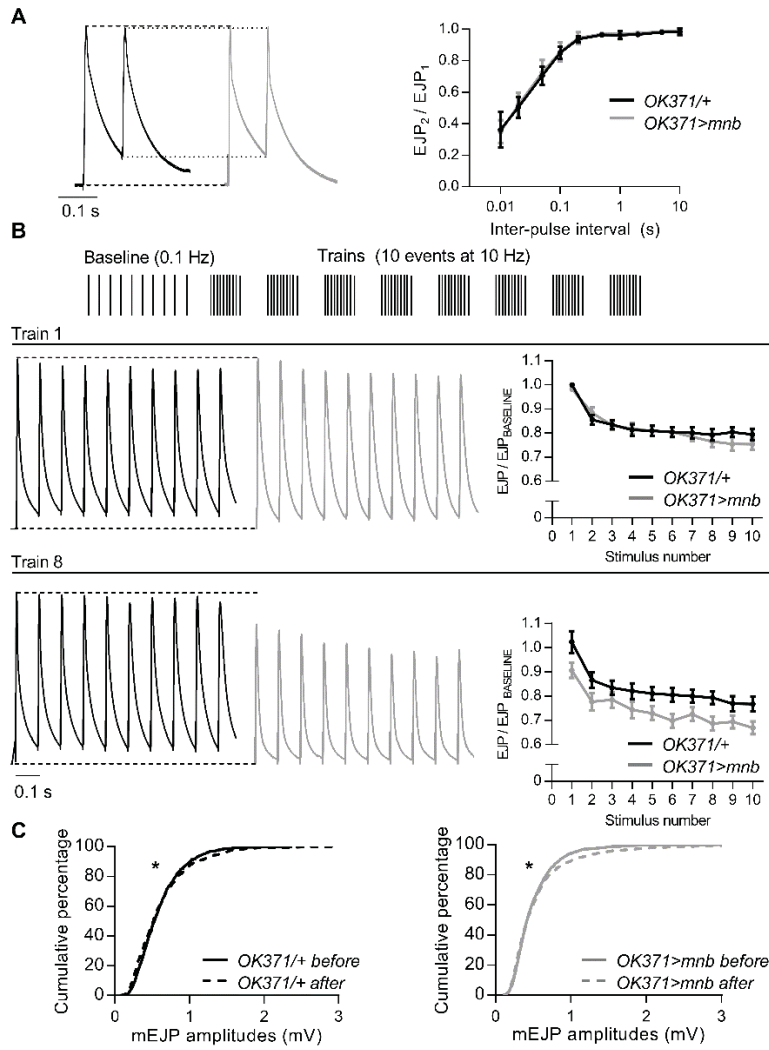 A
0.1 s
EJP2 / EJP1
1.0
0.8
0.6
0.4
0.2
0.0
OK371/+
OK371>mnb
0.01 0.1 1 10
Inter-pulse interval (s)
B
Baseline (0.1 Hz) Trains (10 events at 10 Hz)
Train 1
EJP / EJP BASELINE
1.1
1.0
0.9
0.8
0.7
0.6
0
OK371/+
OK371>mnb
0 1 2 3 4 5 6 7 8 9 10
Stimulus number
Train 8
0.1 s
EJP / EJP BASELINE
1.1
1.0
0.9
0.8
0.7
0.6
0
OK371/+
OK371>mnb
0 1 2 3 4 5 6 7 8 9 10
Stimulus number
C
Cumulative percentage
100
80
60
40
20
0
*
OK371/+ before
OK371/+ after
0 1 2 3
mEJP amplitudes (mV)
Cumulative percentage
100
80
60
40
20
0
*
OK371>mnb before
OK371>mnb after
0 1 2 3
mEJP amplitudes (mV)